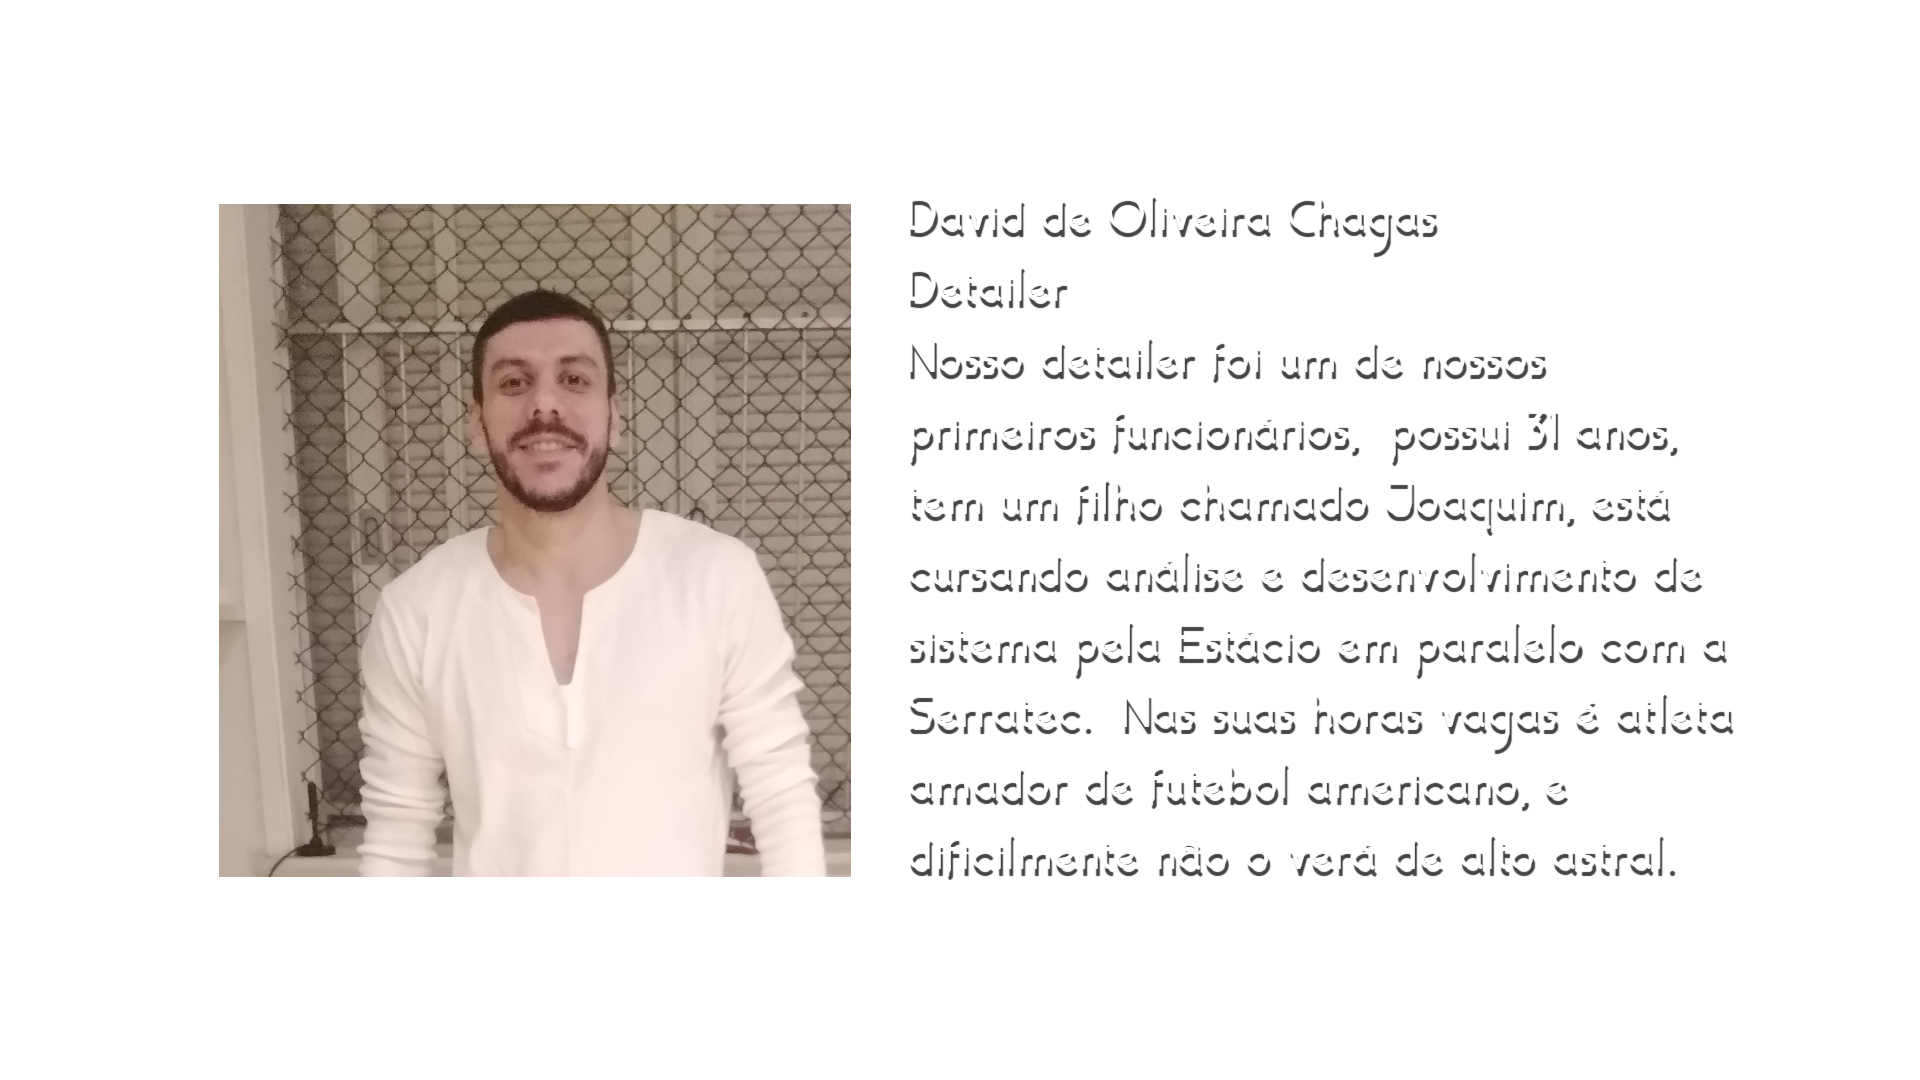 David de Oliveira Chagas
Detailer
Nosso detailer foi um de nossos
primeiros funcionários, possui 31 anos,
tem um filho chamado Joaquim, está
cursando análise e desenvolvimento de
sistema pela Estácio em paralelo com a
Serratec. Nas suas horas vagas é atleta
amador de futebol americano, e
dificilmente não o verá de alto astral.